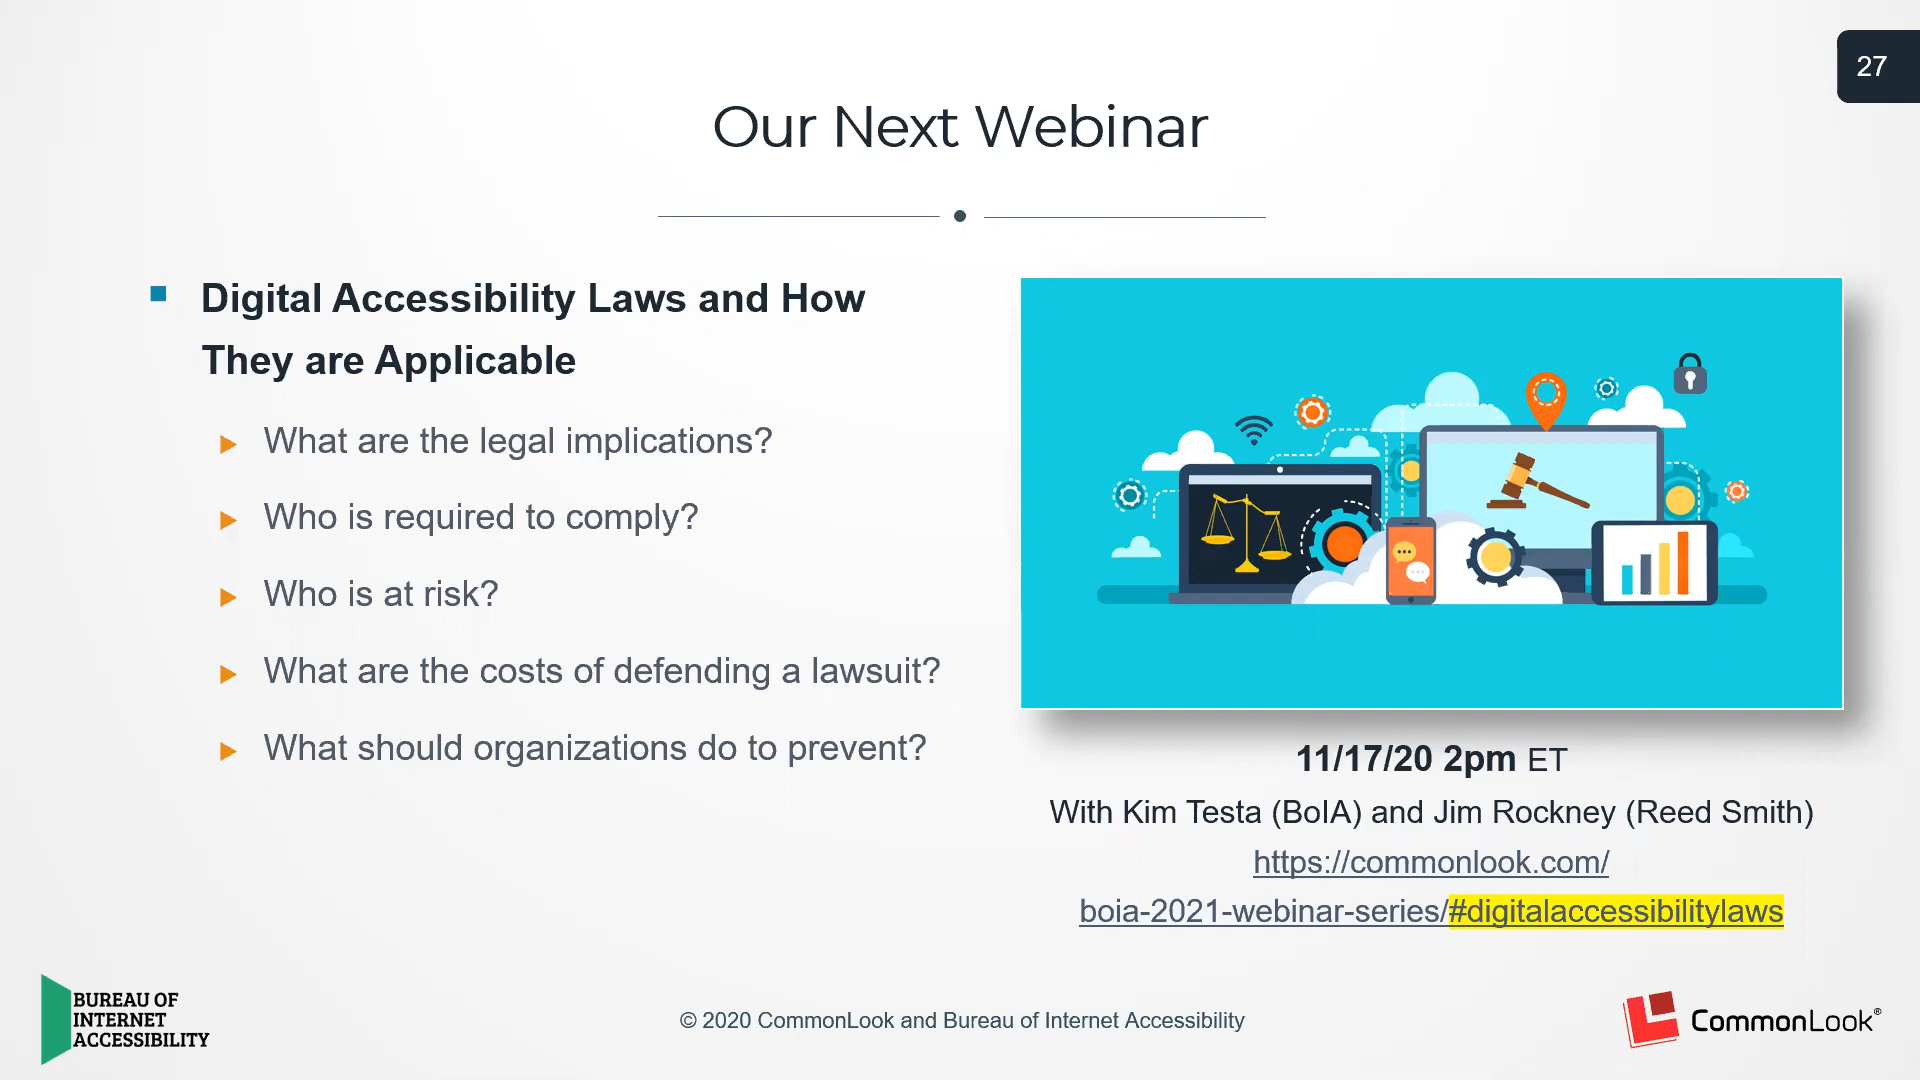 27
Our Next Webinar
Digital Accessibility Laws and How
They are Applicable
What are the legal implications?
Who is required to comply?
Who is at risk?
What are the costs of defending a lawsuit?
What should organizations do to prevent?
11/17/20 2pm ET
With Kim Testa (BoIA) and Jim Rockney (Reed Smith)
https://commonlook.com/
boia-2021-webinar-series/#digitalaccessibilitylaws
BUREAU OF
INTERNET
ACCESSIBILITY
© 2020 CommonLook and Bureau of Internet Accessibility
CommonLook®